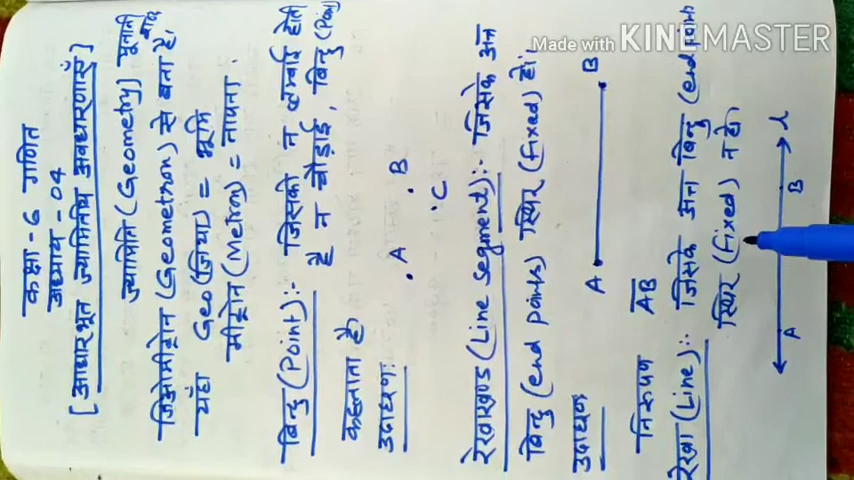 कक्षा - 6 गणित
अध्याय - 04
[आधारभूत ज्यामितीय अवधारणाएँ]
ज्यामिति (Geometry) यूनानी शब्द
जिओमीट्रोन (Geometron) से बना है.
यहाँ Geo (जिया) = भूमि
मीट्रोन (Metron) = नापना.
बिन्दु (Point):- जिसकी न लम्बाई होती
है न चौड़ाई, बिन्दु (Point)
कहलाता है।
उदाहरण:
. A . B
. C
रेखाखण्ड (Line Segment):- जिसके अन्त
बिन्दु (end points) स्थिर (Fixed) हो।
उदाहरण A B
निरूपण AB
रेखा (Line):- जिसके अन्त बिन्दु (end points
स्थिर (Fixed) न हो।
A B l
Made with KINEMASTER